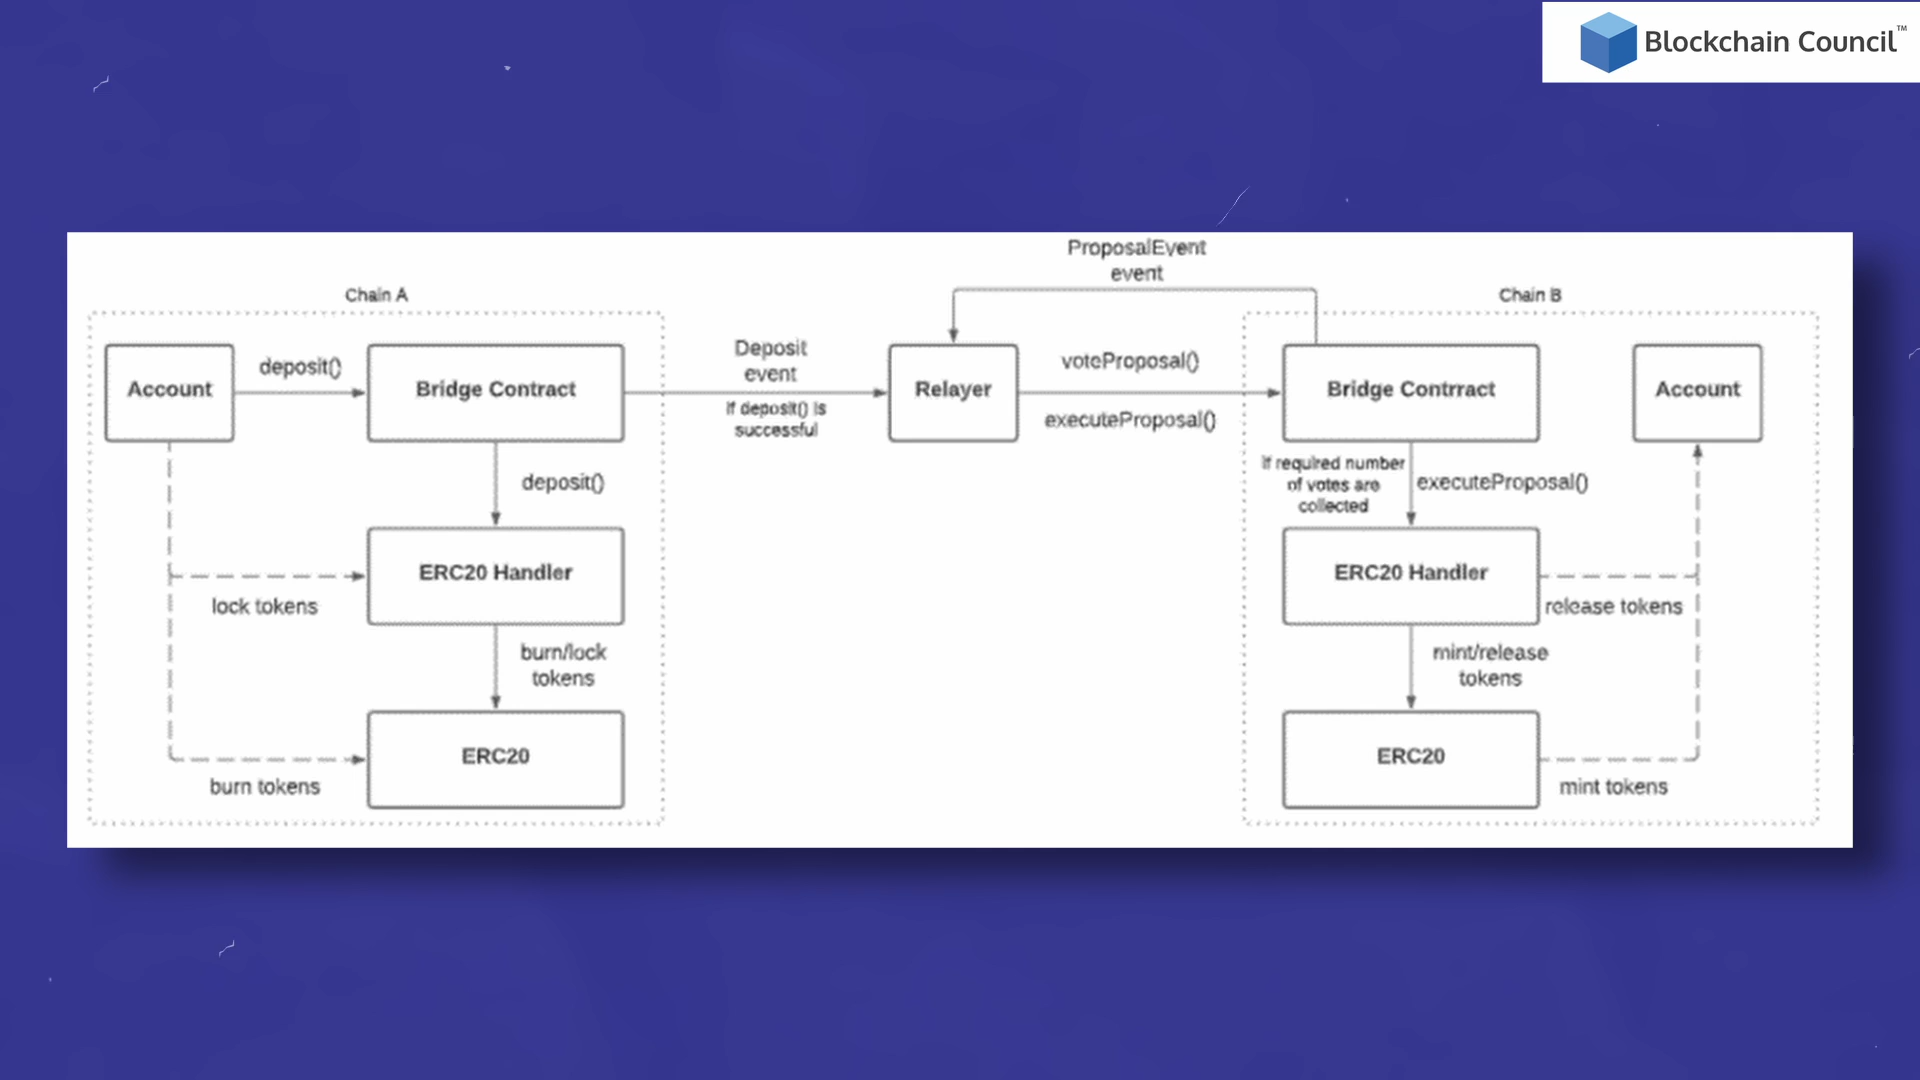 Blockchain Council™
ProposalEvent
event
Chain A
Chain B
Account
deposit()
Bridge Contract
Deposit
event
if deposit() is
successful
Relayer
voteProposal()
executeProposal()
Bridge Contrract
Account
deposit()
if required number
of votes are
collected
executeProposal()
ERC20 Handler
lock tokens
ERC20 Handler
release tokens
burn/lock
tokens
mint/release
tokens
ERC20
burn tokens
ERC20
mint tokens